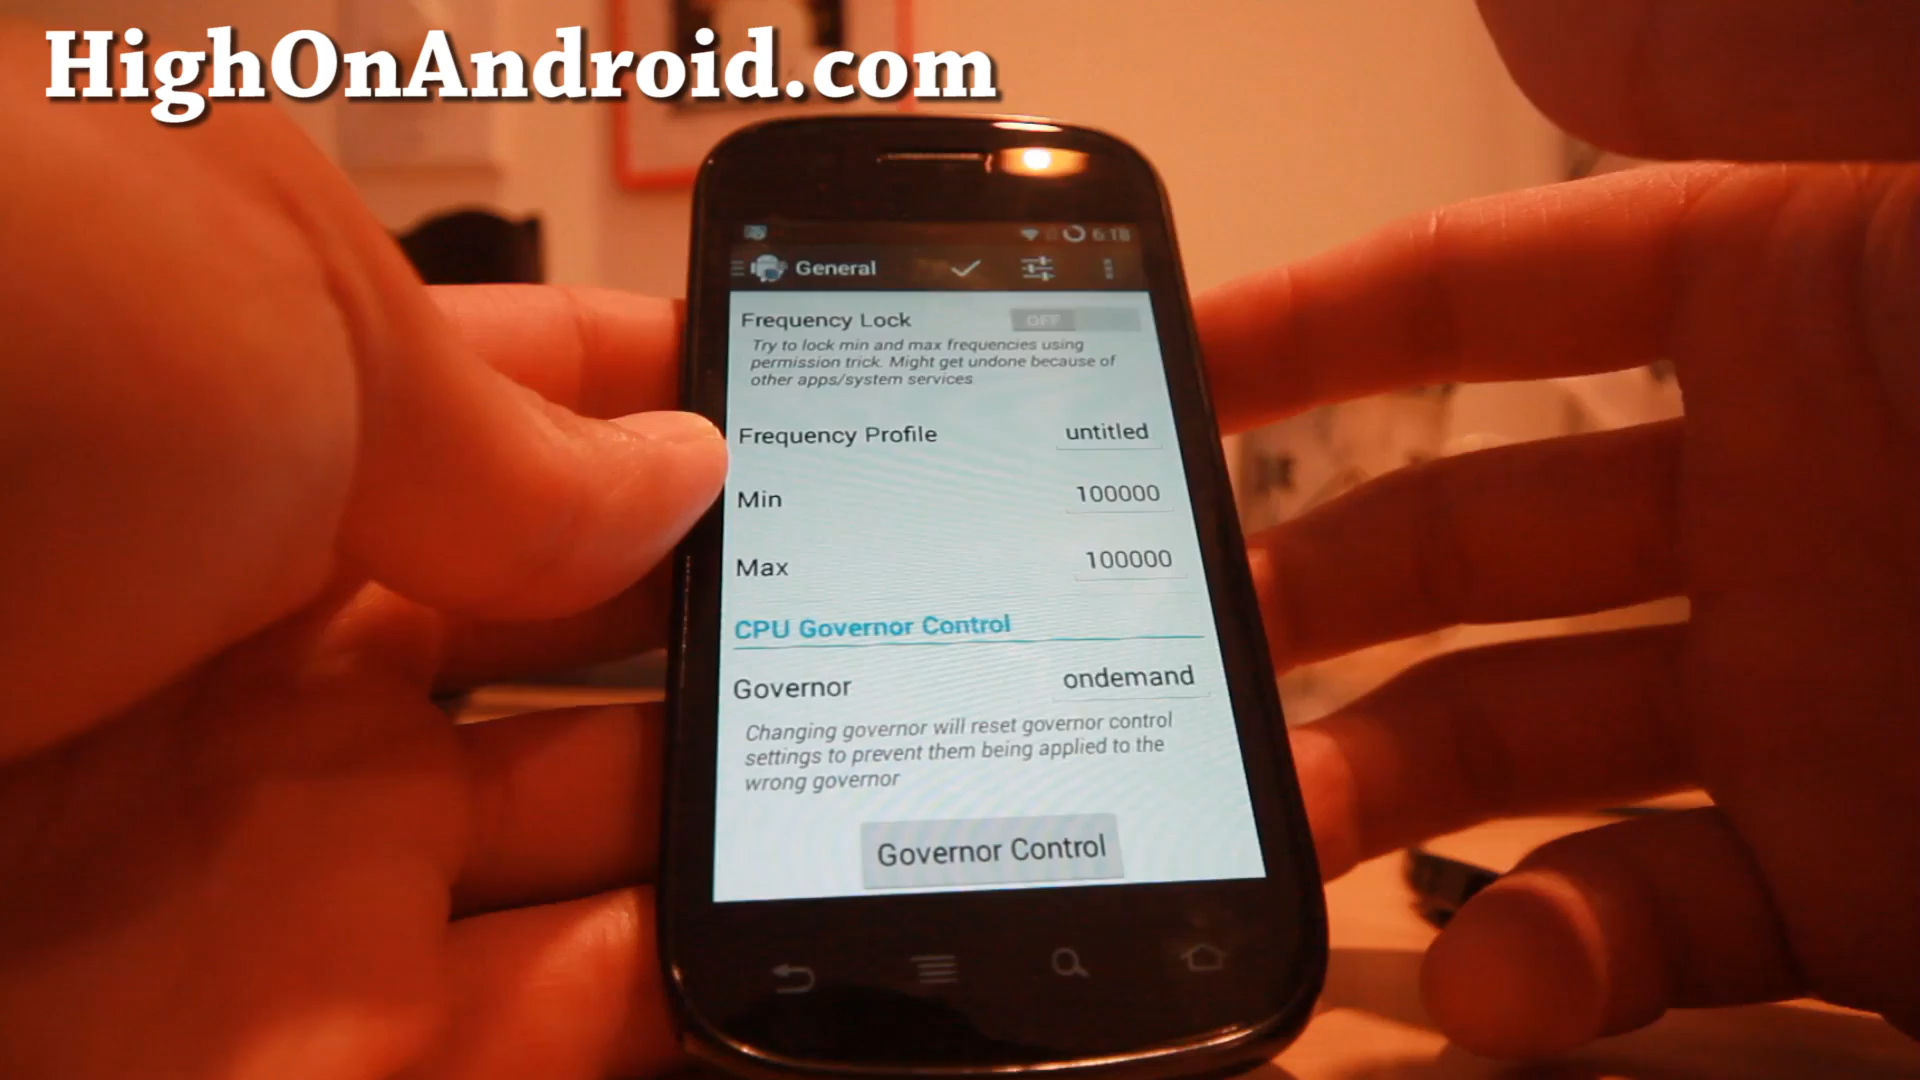 HighOnAndroid.com
6:18
General
Frequency Lock OFF
Try to lock min and max frequencies using
permission trick. Might get undone because of
other apps/system services
Frequency Profile untitled
Min 100000
Max 100000
CPU Governor Control
Governor ondemand
Changing governor will reset governor control
settings to prevent them being applied to the
wrong governor
Governor Control